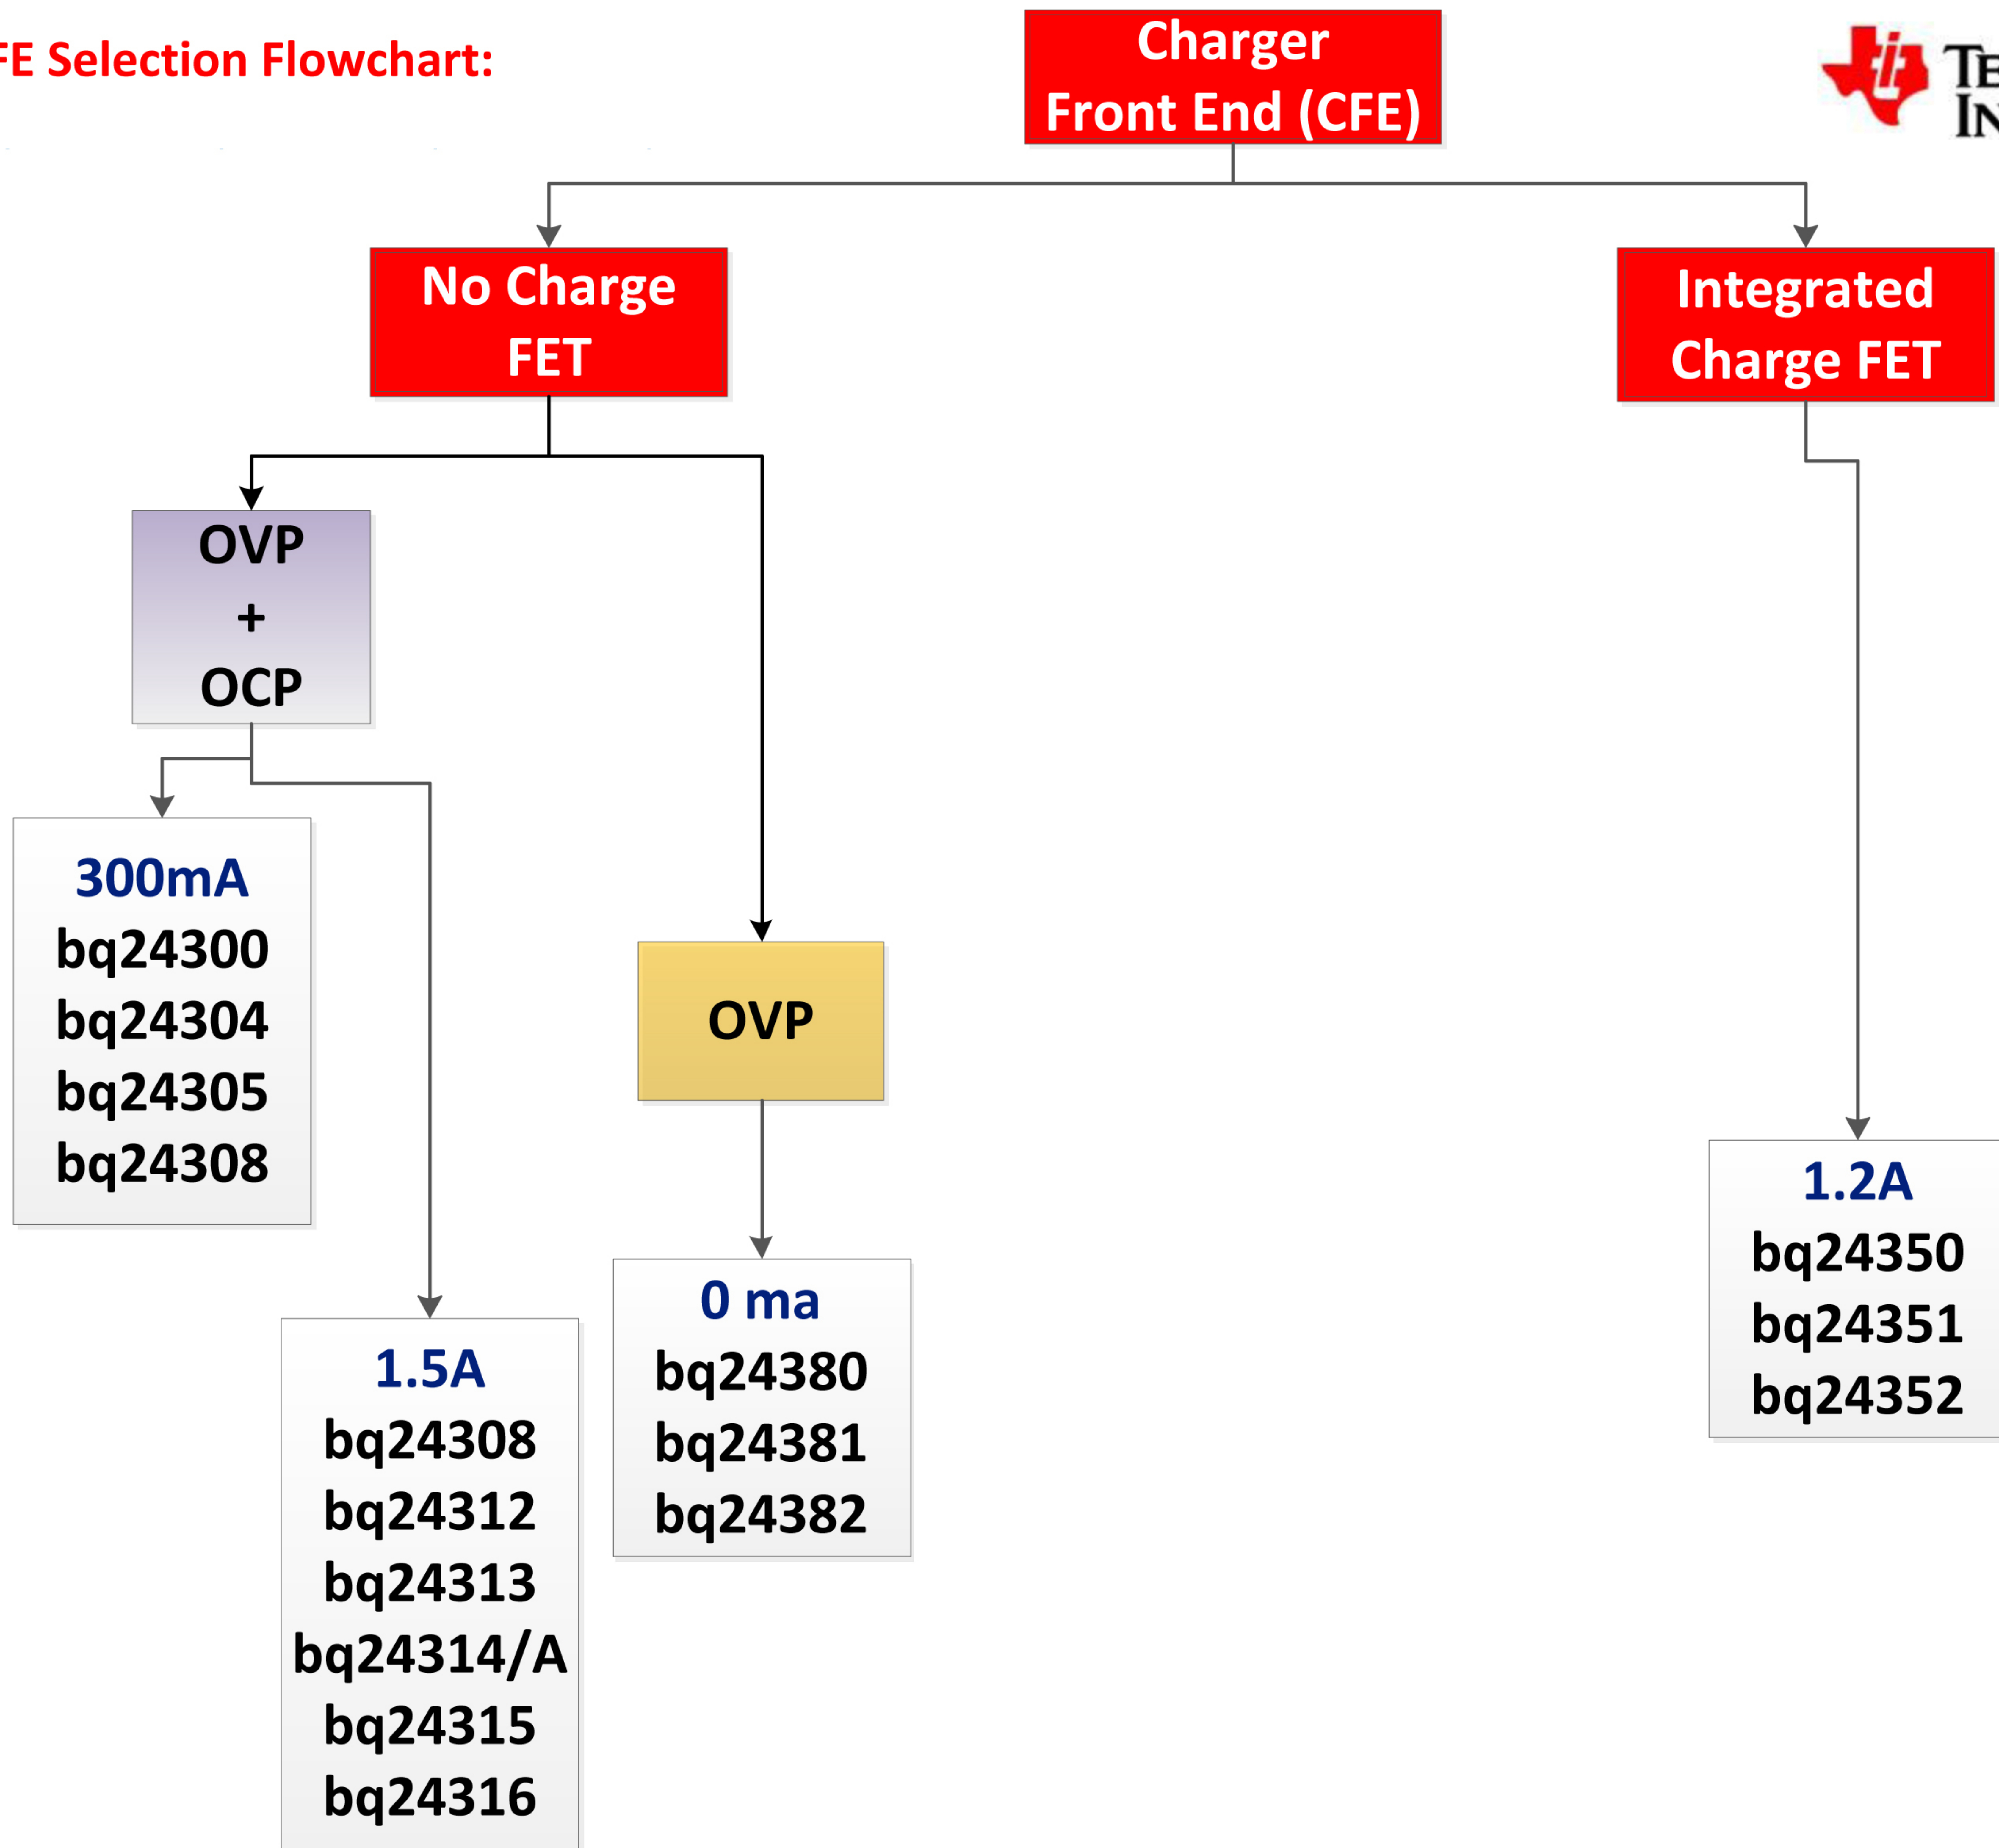 FE Selection Flowchart:
Charger
Front End (CFE)
No Charge
FET
Integrated
Charge FET
OVP
+
OCP
300mA
bq24300
bq24304
bq24305
bq24308
OVP
1.5A
bq24308
bq24312
bq24313
bq24314/A
bq24315
bq24316
0 ma
bq24380
bq24381
bq24382
1.2A
bq24350
bq24351
bq24352